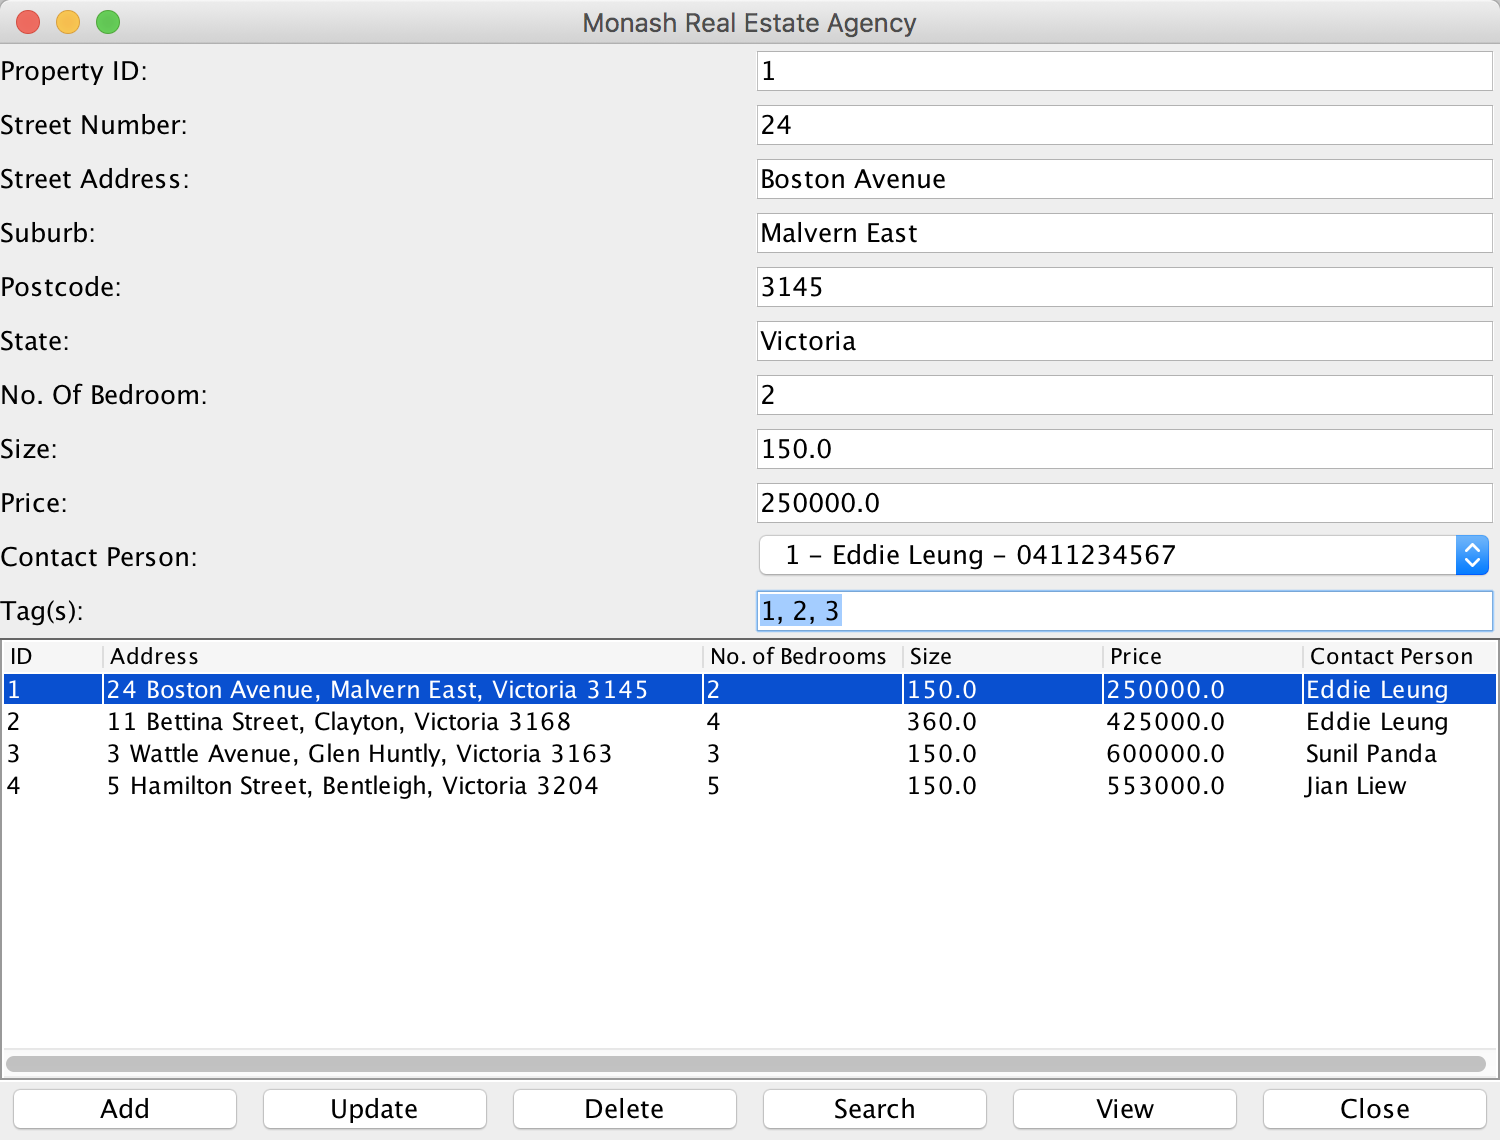 Monash Real Estate Agency
Property ID: 1
Street Number: 24
Street Address: Boston Avenue
Suburb: Malvern East
Postcode: 3145
State: Victoria
No. Of Bedroom: 2
Size: 150.0
Price: 250000.0
Contact Person: 1 – Eddie Leung – 0411234567
Tag(s): 1, 2, 3
ID Address No. of Bedrooms Size Price Contact Person
1 24 Boston Avenue, Malvern East, Victoria 3145 2 150.0 250000.0 Eddie Leung
2 11 Bettina Street, Clayton, Victoria 3168 4 360.0 425000.0 Eddie Leung
3 3 Wattle Avenue, Glen Huntly, Victoria 3163 3 150.0 600000.0 Sunil Panda
4 5 Hamilton Street, Bentleigh, Victoria 3204 5 150.0 553000.0 Jian Liew
Add Update Delete Search View Close